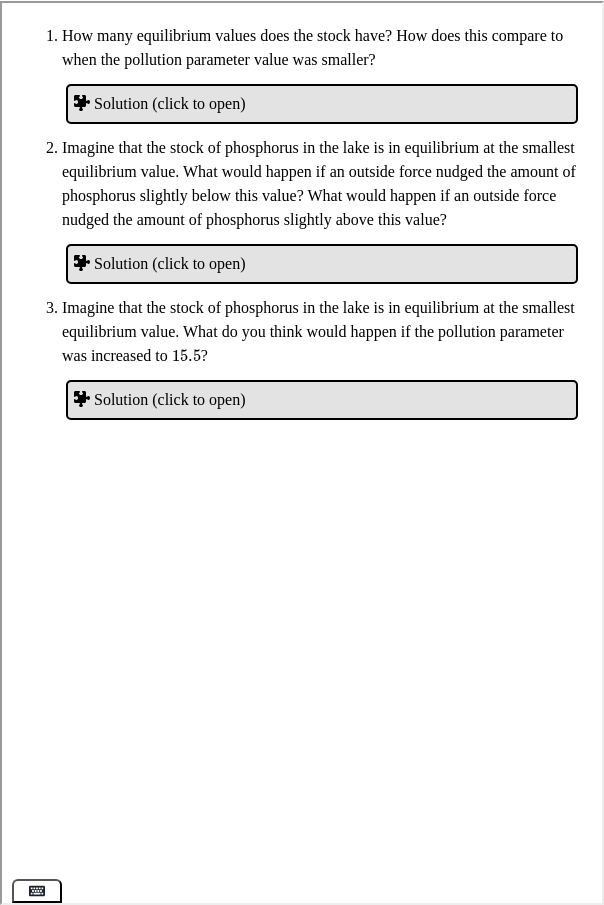 1. How many equilibrium values does the stock have? How does this compare to
when the pollution parameter value was smaller?
Solution (click to open)
2. Imagine that the stock of phosphorus in the lake is in equilibrium at the smallest
equilibrium value. What would happen if an outside force nudged the amount of
phosphorus slightly below this value? What would happen if an outside force
nudged the amount of phosphorus slightly above this value?
Solution (click to open)
3. Imagine that the stock of phosphorus in the lake is in equilibrium at the smallest
equilibrium value. What do you think would happen if the pollution parameter
was increased to 15.5?
Solution (click to open)